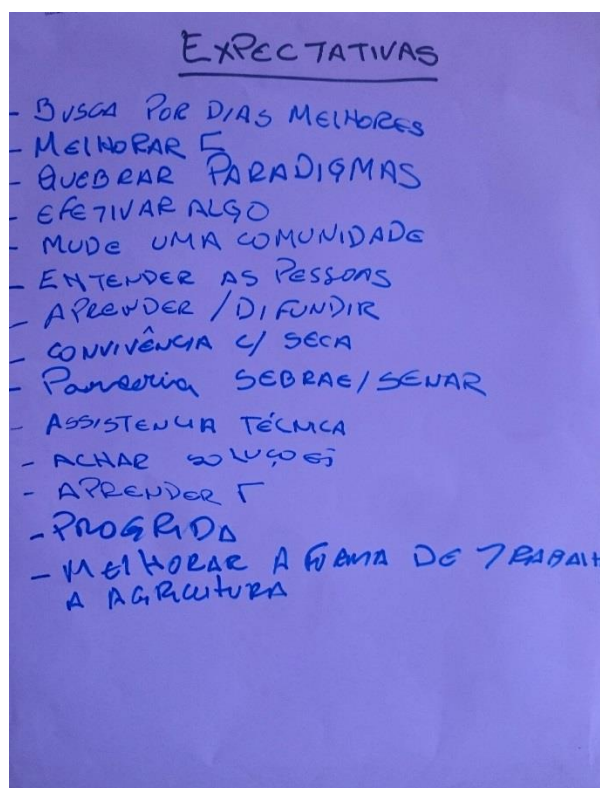 EXPECTATIVAS
- BUSCA POR DIAS MELHORES
- MELHORAR
- QUEBRAR PARADIGMAS
- EFETIVAR ALGO
- MUDE UMA COMUNIDADE
- ENTENDER AS PESSOAS
- APRENDER / DIFUNDIR
- CONVIVÊNCIA C/ SECA
- Parceria SEBRAE/SENAR
- ASSISTENCIA TÉCNICA
- ACHAR SOLUÇOES
- APRENDER
- PROGRIDA
- MELHORAR A FORMA DE TRABALH
A AGRICULTURA